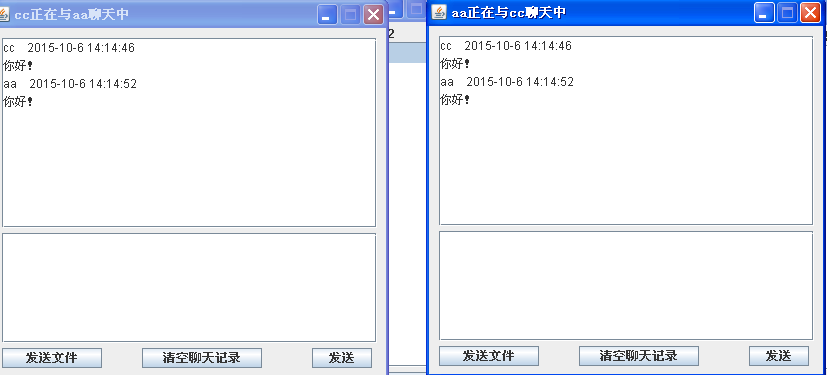 cc正在与aa聊天中
cc 2015-10-6 14:14:46
你好！
aa 2015-10-6 14:14:52
你好！
发送文件 清空聊天记录 发送
2
aa正在与cc聊天中
cc 2015-10-6 14:14:46
你好！
aa 2015-10-6 14:14:52
你好！
发送文件 清空聊天记录 发送